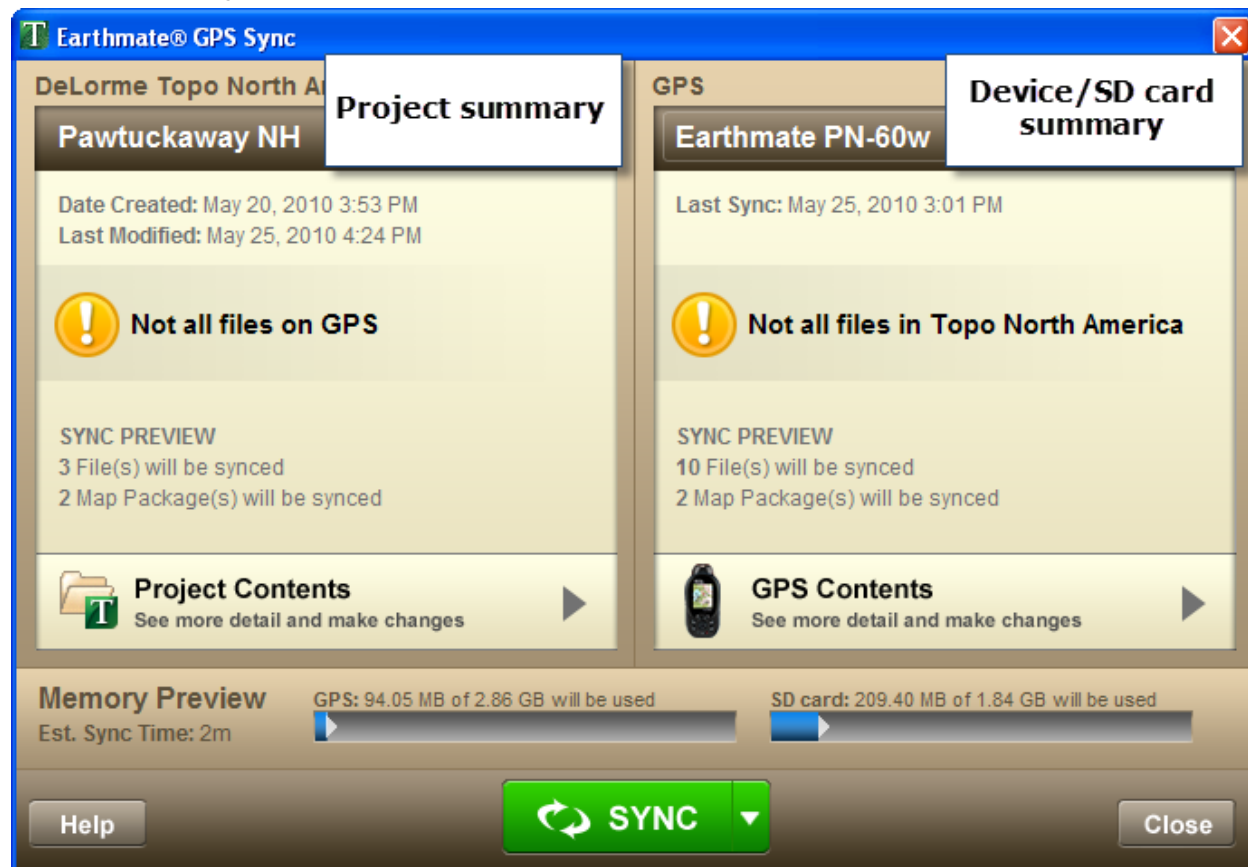 Earthmate® GPS Sync
DeLorme Topo North A
Project summary
Pawtuckaway NH
Date Created: May 20, 2010 3:53 PM
Last Modified: May 25, 2010 4:24 PM
Not all files on GPS
SYNC PREVIEW
3 File(s) will be synced
2 Map Package(s) will be synced
Project Contents
See more detail and make changes
GPS
Device/SD card
summary
Earthmate PN-60w
Last Sync: May 25, 2010 3:01 PM
Not all files in Topo North America
SYNC PREVIEW
10 File(s) will be synced
2 Map Package(s) will be synced
GPS Contents
See more detail and make changes
Memory Preview
Est. Sync Time: 2m
GPS: 94.05 MB of 2.86 GB will be used
SD card: 209.40 MB of 1.84 GB will be used
Help
SYNC
Close